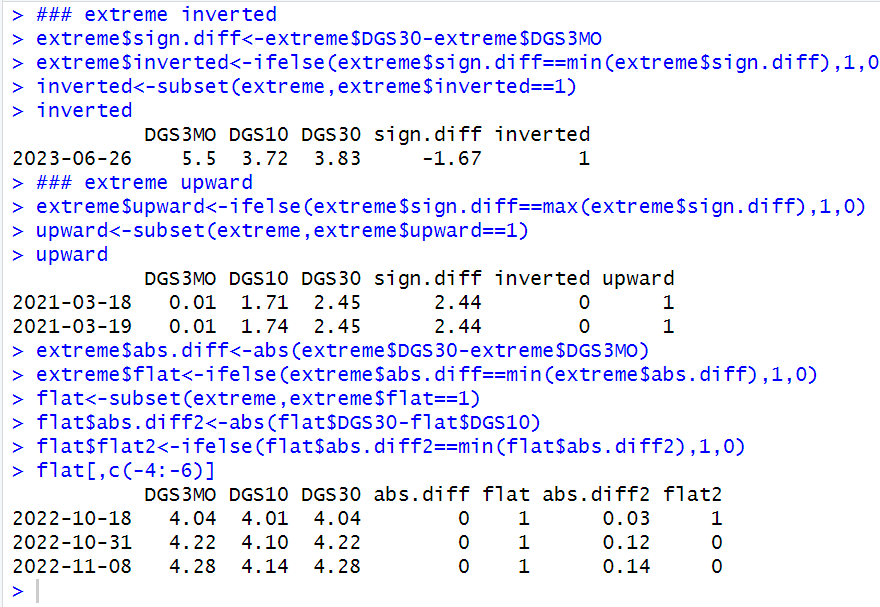 > ### extreme inverted
> extreme$sign.diff<-extreme$DGS30-extreme$DGS3MO
> extreme$inverted<-ifelse(extreme$sign.diff==min(extreme$sign.diff),1,0
> inverted<-subset(extreme,extreme$inverted==1)
> inverted
           DGS3MO DGS10 DGS30 sign.diff inverted
2023-06-26    5.5  3.72  3.83     -1.67        1
> ### extreme upward
> extreme$upward<-ifelse(extreme$sign.diff==max(extreme$sign.diff),1,0)
> upward<-subset(extreme,extreme$upward==1)
> upward
           DGS3MO DGS10 DGS30 sign.diff inverted upward
2021-03-18   0.01  1.71  2.45      2.44        0      1
2021-03-19   0.01  1.74  2.45      2.44        0      1
> extreme$abs.diff<-abs(extreme$DGS30-extreme$DGS3MO)
> extreme$flat<-ifelse(extreme$abs.diff==min(extreme$abs.diff),1,0)
> flat<-subset(extreme,extreme$flat==1)
> flat$abs.diff2<-abs(flat$DGS30-flat$DGS10)
> flat$flat2<-ifelse(flat$abs.diff2==min(flat$abs.diff2),1,0)
> flat[,c(-4:-6)]
           DGS3MO DGS10 DGS30 abs.diff flat abs.diff2 flat2
2022-10-18   4.04  4.01  4.04        0    1      0.03     1
2022-10-31   4.22  4.10  4.22        0    1      0.12     0
2022-11-08   4.28  4.14  4.28        0    1      0.14     0
>